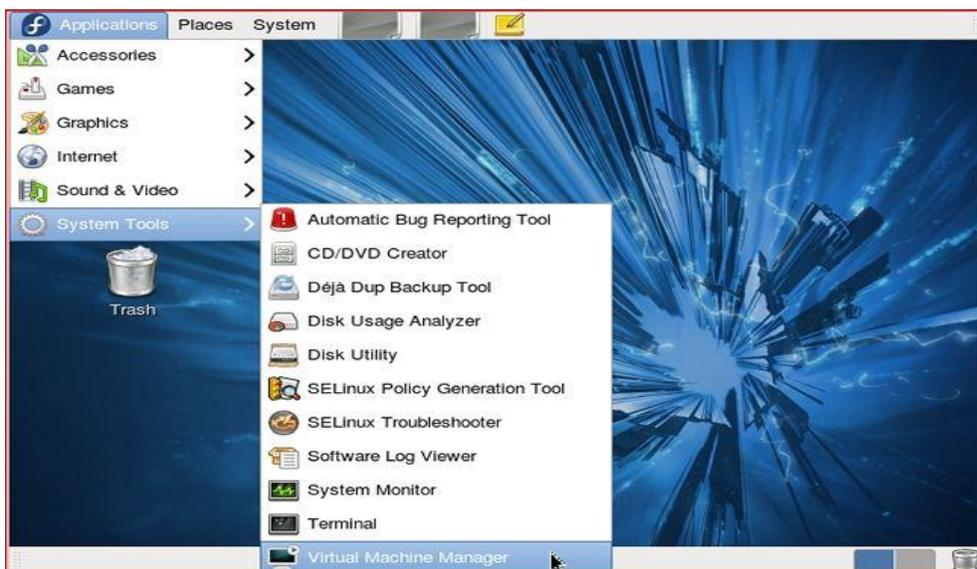 Applications Places System
Accessories
Games
Graphics
Internet
Sound & Video
System Tools
Trash
Automatic Bug Reporting Tool
CD/DVD Creator
Déjà Dup Backup Tool
Disk Usage Analyzer
Disk Utility
SELinux Policy Generation Tool
SELinux Troubleshooter
Software Log Viewer
System Monitor
Terminal
Virtual Machine Manager